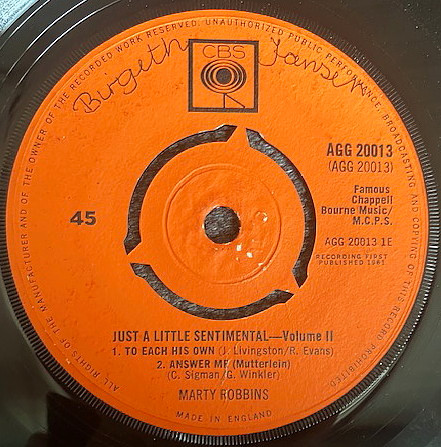 ALL RIGHTS OF THE MANUFACTURER AND OF THE OWNER OF THE RECORDED WORK RESERVED. UNAUTHORIZED PUBLIC PERFORMANCE, BROADCASTING AND COPYING OF THIS RECORD PROHIBITED
Birgeth Jansen
CBS
AGG 20013
(AGG 20013)
Famous
Chappell
Bourne Music/
M.C.P.S.
45
AGG 20013 1E
RECORDING FIRST
PUBLISHED 1961
JUST A LITTLE SENTIMENTAL—Volume II
1. TO EACH HIS OWN (J. Livingston/R. Evans)
2. ANSWER ME (Mutterlein)
(C. Sigman/G. Winkler)
MARTY ROBBINS
MADE IN ENGLAND